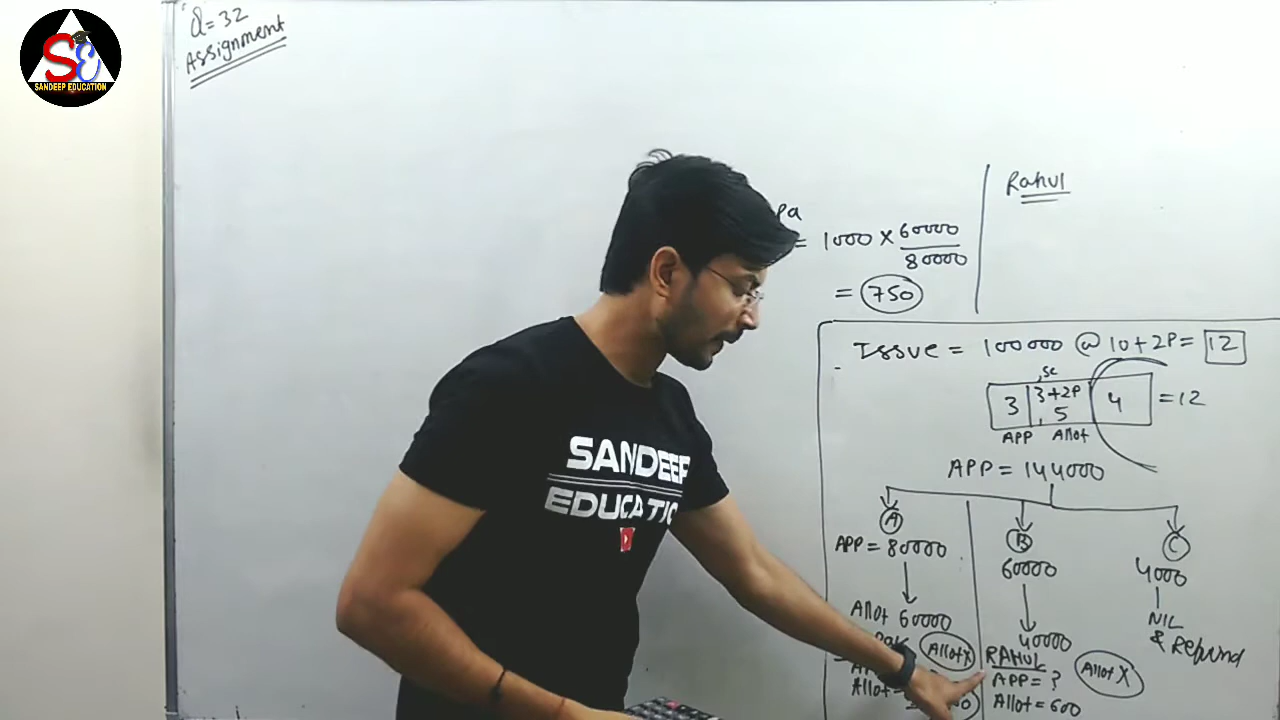 Q = 32
Assignment
SE
SANDEEP EDUCATION
Rahul
= 1000 × 60000
80000
= 750
Issue = 100000 @ 10+2P = 12
,SC
3
3+2P
5
4
=12
APP
Allot
APP = 144000
A
B
C
APP = 80000
60000
4000
Allot 60000
40000
NIL
& Refund
Allot X
RAHUL
APP = ?
Allot X
Allot =
Allot = 600
SANDEEP
EDUCATIO